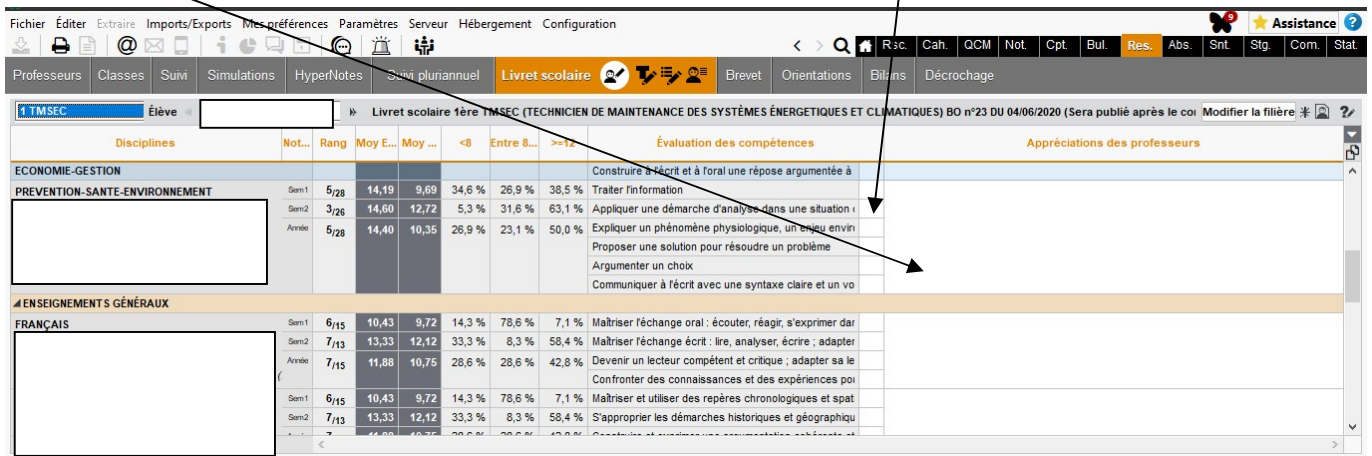 Fichier Éditer Extraire Imports/Exports Mes préférences Paramètres Serveur Hébergement Configuration 9 Assistance ?
Rsc. Cah. QCM Not. Cpt. Bul. Res. Abs. Snt. Stg. Com. Stat.
Professeurs Classes Suivi Simulations HyperNotes Suivi pluriannuel Livret scolaire Brevet Orientations Bilans Décrochage
1 TMSEC Élève Livret scolaire 1ère TMSEC (TECHNICIEN DE MAINTENANCE DES SYSTÈMES ÉNERGETIQUES ET CLIMATIQUES) BO n°23 DU 04/06/2020 (Sera publié après le con Modifier la filière
Disciplines Not... Rang Moy E... Moy ... <8 Entre 8... >=12 Évaluation des compétences Appréciations des professeurs
ECONOMIE-GESTION Construire à l'écrit et à l'oral une répose argumentée à
PREVENTION-SANTE-ENVIRONNEMENT Sem1 5/28 14,19 9,69 34,6 % 26,9 % 38,5 % Traiter l'information
Sem2 3/26 14,60 12,72 5,3 % 31,6 % 63,1 % Appliquer une démarche d'analyse dans une situation
Année 5/28 14,40 10,35 26,9 % 23,1 % 50,0 % Expliquer un phénomène physiologique, un enjeu envir
Proposer une solution pour résoudre un problème
Argumenter un choix
Communiquer à l'écrit avec une syntaxe claire et un vo
ENSEIGNEMENTS GÉNÉRAUX
FRANÇAIS Sem1 6/15 10,43 9,72 14,3 % 78,6 % 7,1 % Maîtriser l'échange oral : écouter, réagir, s'exprimer dan
Sem2 7/13 13,33 12,12 33,3 % 8,3 % 58,4 % Maîtriser l'échange écrit : lire, analyser, écrire ; adapter
Année 7/15 11,88 10,75 28,6 % 28,6 % 42,8 % Devenir un lecteur compétent et critique ; adapter sa le
Confronter des connaissances et des expériences pou
Sem1 6/15 10,43 9,72 14,3 % 78,6 % 7,1 % Maîtriser et utiliser des repères chronologiques et spat
Sem2 7/13 13,33 12,12 33,3 % 8,3 % 58,4 % S'approprier les démarches historiques et géographiqu